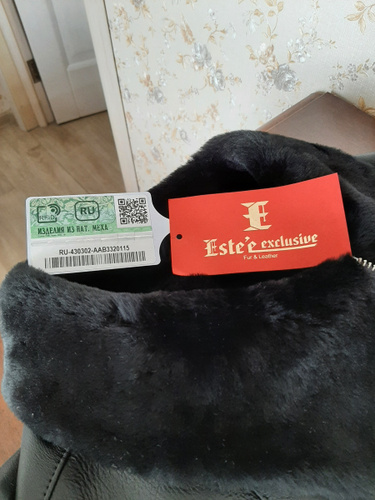 RU
ИЗДЕЛИЯ ИЗ НАТ. МЕХА
RU-430302-AAB3320115
E
Este'e exclusive
Fur & Leather